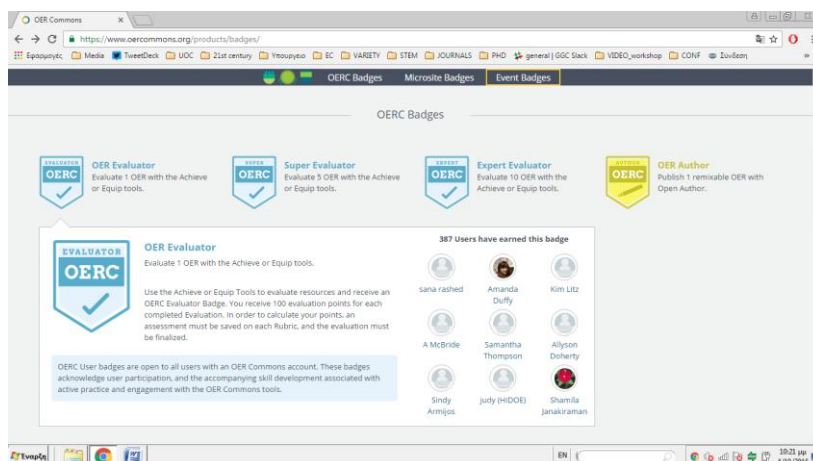 OER Commons
https://www.oercommons.org/products/badges/
Εφαρμογές Media TweetDeck UOC 21st century Υπουργείο EC VARIETY STEM JOURNALS PHD general | GGC Slack VIDEO_workshop CONF Σύνδεση
OERC Badges Microsite Badges Event Badges
OERC Badges
EVALUATOR
OERC
OER Evaluator
Evaluate 1 OER with the Achieve
or Equip tools.
SUPER
OERC
Super Evaluator
Evaluate 5 OER with the Achieve
or Equip tools.
EXPERT
OERC
Expert Evaluator
Evaluate 10 OER with the
Achieve or Equip tools.
AUTHOR
OERC
OER Author
Publish 1 remixable OER with
Open Author.
EVALUATOR
OERC
OER Evaluator
Evaluate 1 OER with the Achieve or Equip tools.
Use the Achieve or Equip Tools to evaluate resources and receive an
OERC Evaluator Badge. You receive 100 evaluation points for each
completed Evaluation. In order to calculate your points, an
assessment must be saved on each Rubric, and the evaluation must
be finalized.
OERC User badges are open to all users with an OER Commons account. These badges
acknowledge user participation, and the accompanying skill development associated with
active practice and engagement with the OER Commons tools.
387 Users have earned this badge
sana rashed
Amanda
Duffy
Kim Litz
A McBride
Samantha
Thompson
Allyson
Doherty
Sindy
Armijos
judy (HIDOE)
Shamila
Janakiraman
Έναρξη
EN
10:21 μμ